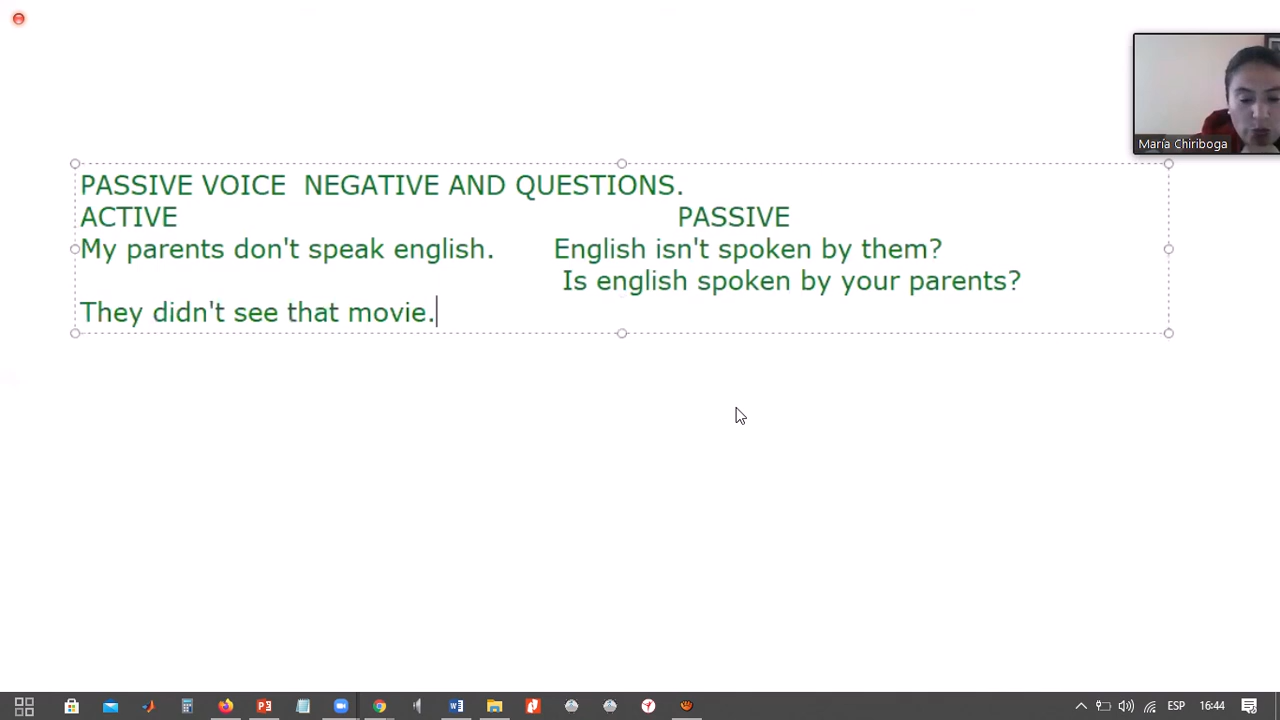 María Chiriboga
PASSIVE VOICE  NEGATIVE AND QUESTIONS.
ACTIVE PASSIVE
My parents don't speak english. English isn't spoken by them?
Is english spoken by your parents?
They didn't see that movie.
ESP 16:44